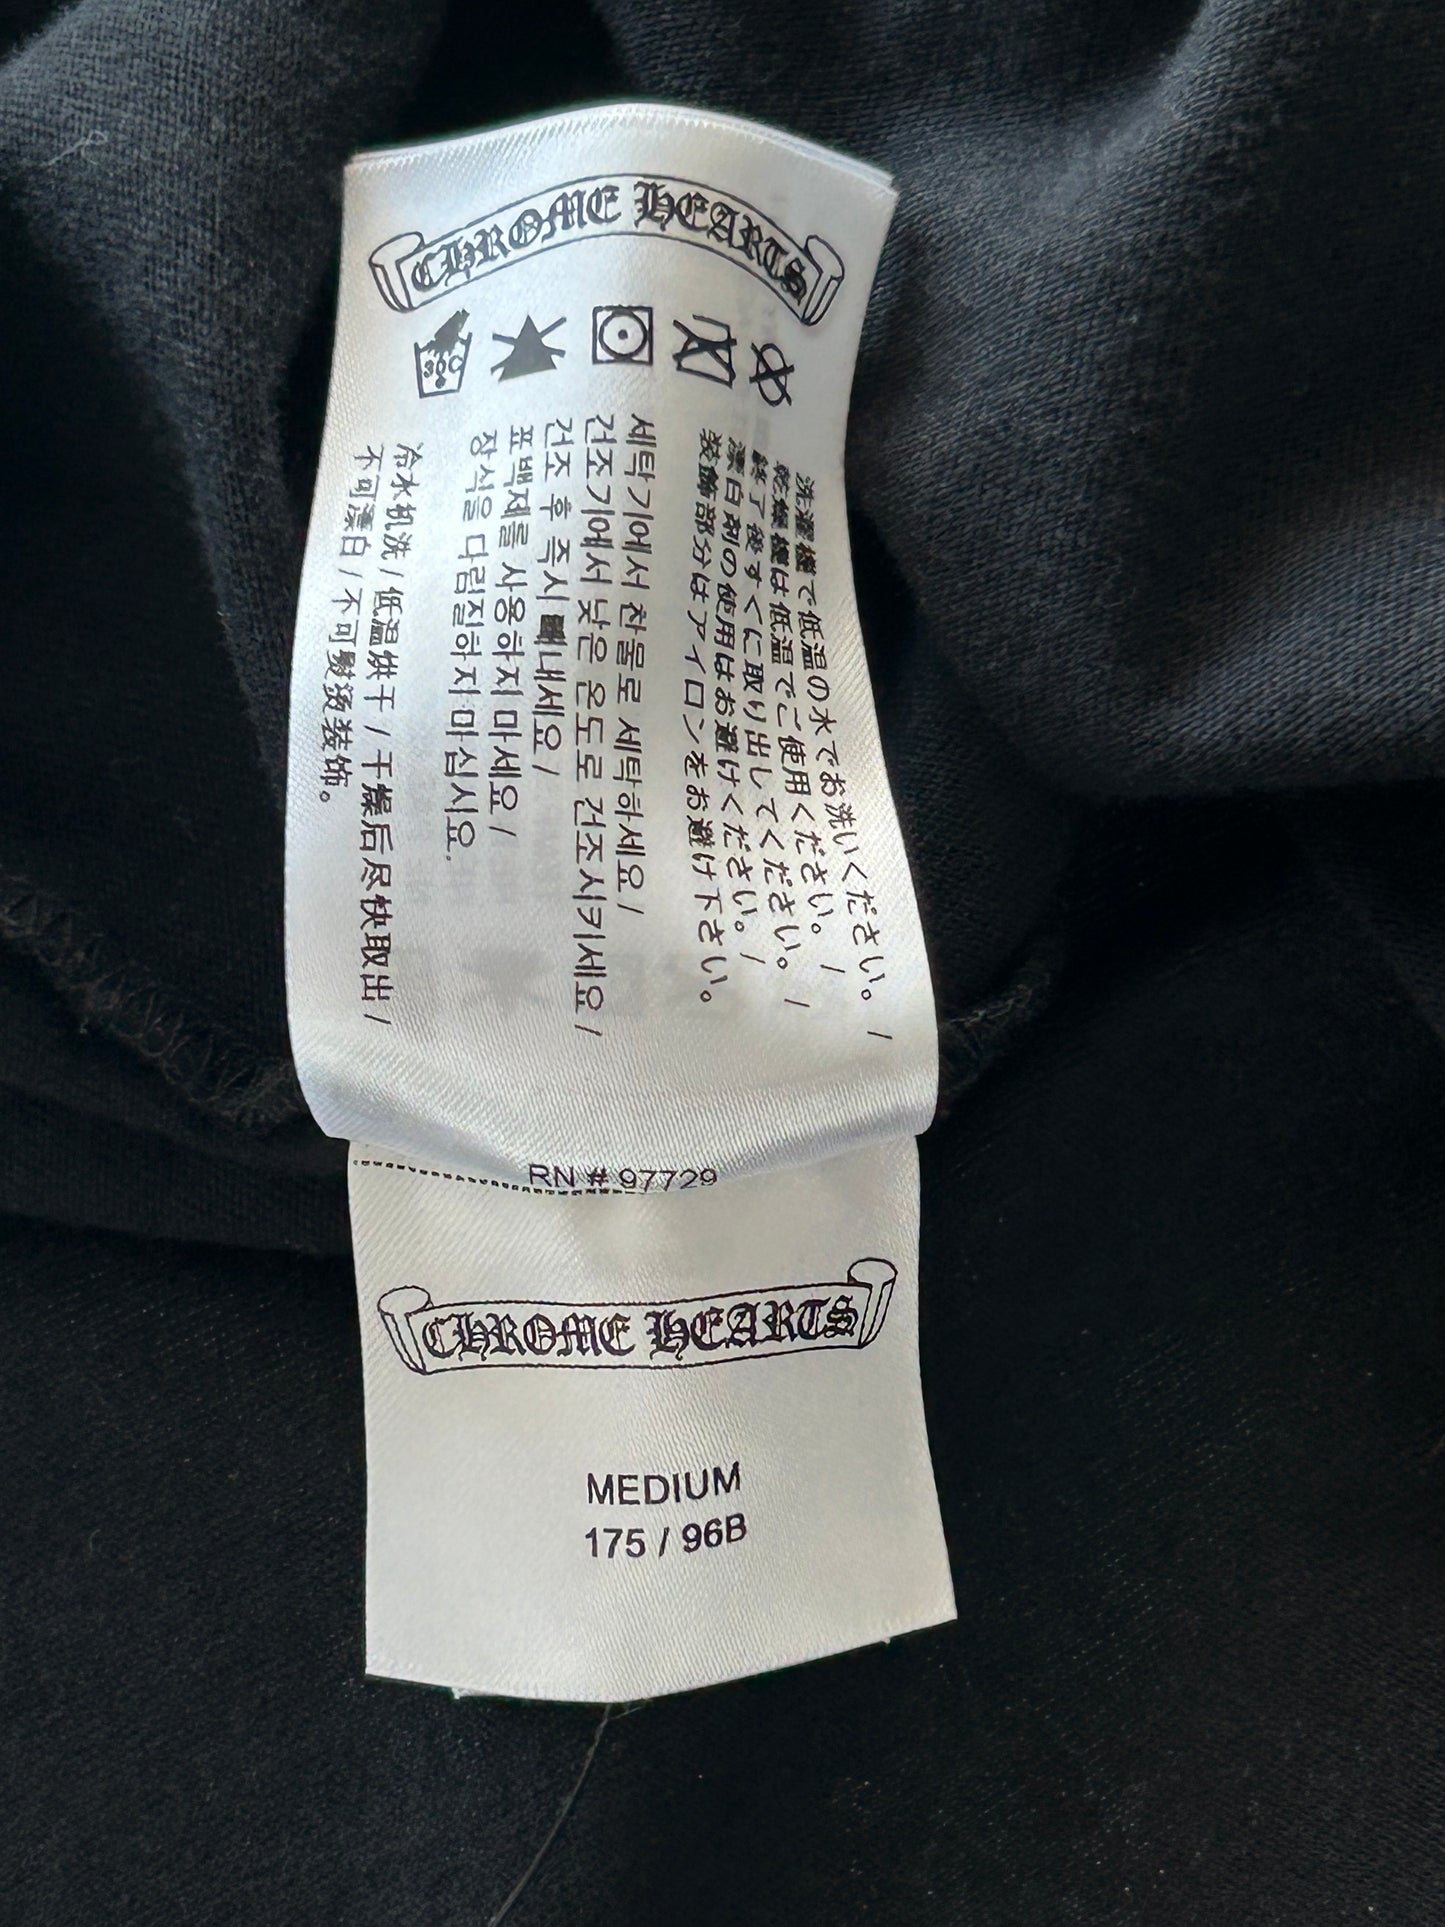 CHROME HEARTS
30C
洗濯機で低温の水でお洗いください。 /
乾燥機は低温でご使用ください。 /
終了後すぐに取り出してください。 /
漂白剤の使用はお避けください。 /
装飾部分はアイロンをお避け下さい。
세탁기에서 찬물로 세탁하세요 /
건조기에서 낮은 온도로 건조시키세요 /
건조 후 즉시 빼내세요 /
표백제를 사용하지 마세요 /
장식을 다림질하지 마십시요.
冷水机洗 / 低温烘干 / 干燥后尽快取出 /
不可漂白 / 不可熨烫装饰。
RN # 97729
CHROME HEARTS
MEDIUM
175 / 96B